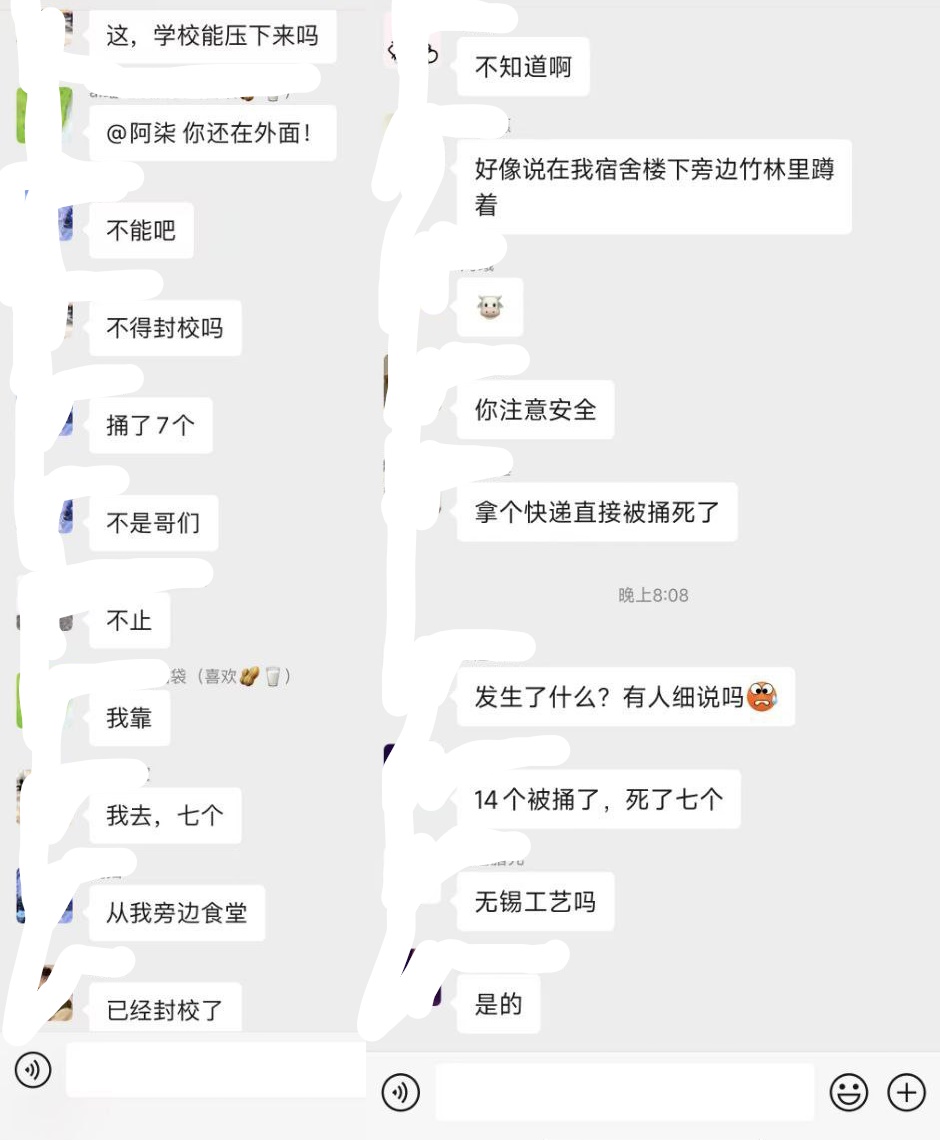 这，学校能压下来吗
@阿柒 你还在外面！
不能吧
不得封校吗
捅了7个
不是哥们
不止
袋（喜欢🥜🥛）
我靠
我去，七个
从我旁边食堂
已经封校了
不知道啊
好像说在我宿舍楼下旁边竹林里蹲
着
🐮
你注意安全
拿个快递直接被捅死了
晚上8:08
发生了什么？有人细说吗
14个被捅了，死了七个
无锡工艺吗
是的